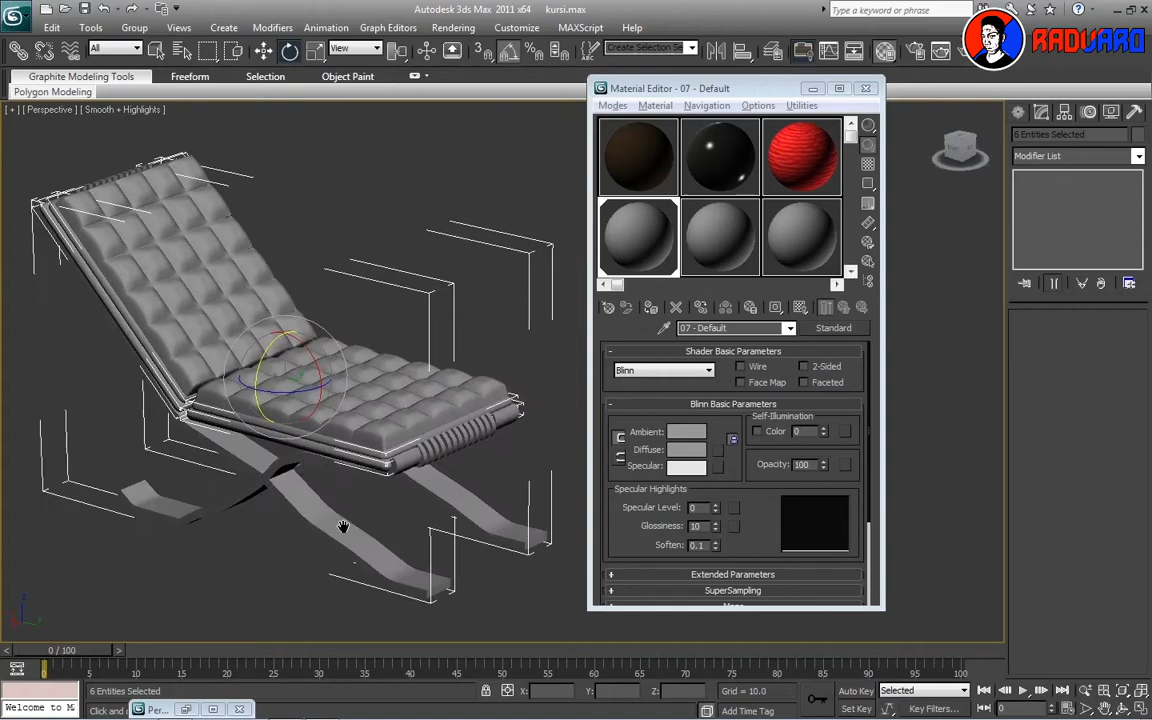 Autodesk 3ds Max 2011 x64 kursi.max
Type a keyword or phrase
Edit Tools Group Views Create Modifiers Animation Graph Editors Rendering Customize MAXScript Help
RADVARO
All View Create Selection Se
Graphite Modeling Tools Freeform Selection Object Paint
Polygon Modeling
[ + ] [ Perspective ] [ Smooth + Highlights ]
Material Editor - 07 - Default
Modes Material Navigation Options Utilities
6 Entities Selected
Modifier List
07 - Default Standard
Shader Basic Parameters
Blinn Wire 2-Sided
Face Map Faceted
Blinn Basic Parameters
Self-Illumination
Ambient: Color 0
Diffuse:
Specular: Opacity: 100
Specular Highlights
Specular Level: 0
Glossiness: 10
Soften: 0.1
Extended Parameters
SuperSampling
0 / 100
0 5 10 15 20 25 30 35 40 45 50 55 60 65 70 75 80 85 90 95 100
6 Entities Selected X: Y: Z: Grid = 10.0 Auto Key Selected
Welcome to M Click and Per... Add Time Tag Set Key Key Filters... 0